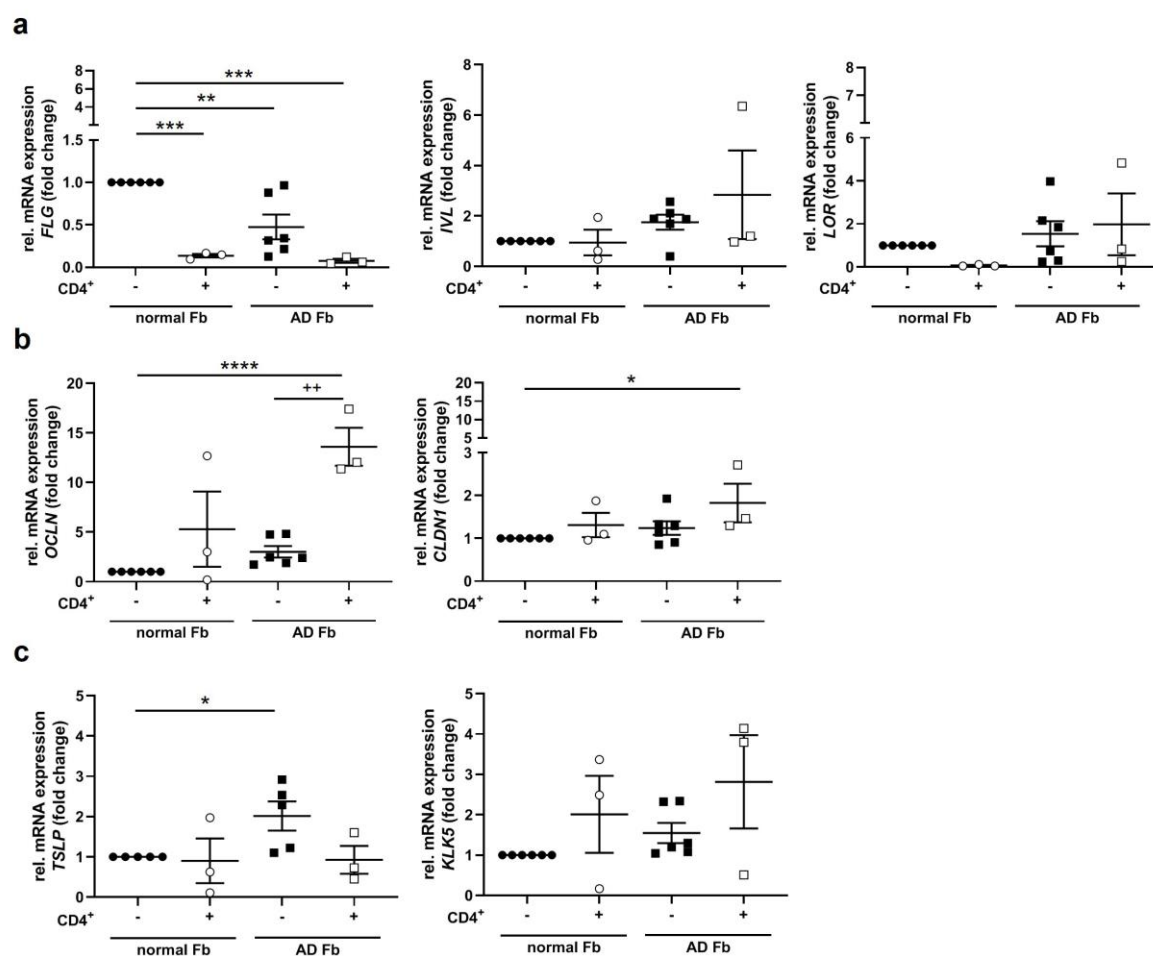 a
rel. mRNA expression
FLG (fold change)
8
6
4
2
1.5
1.0
0.5
0.0
***
**
***
CD4+
- + - +
normal Fb AD Fb
rel. mRNA expression
IVL (fold change)
8
6
4
2
0
CD4+
- + - +
normal Fb AD Fb
rel. mRNA expression
LOR (fold change)
8
7
6
4
2
0
CD4+
- + - +
normal Fb AD Fb
b
rel. mRNA expression
OCLN (fold change)
20
15
10
5
0
****
++
CD4+
- + - +
normal Fb AD Fb
rel. mRNA expression
CLDN1 (fold change)
20
15
10
5
3
2
1
0
*
CD4+
- + - +
normal Fb AD Fb
c
rel. mRNA expression
TSLP (fold change)
5
4
3
2
1
0
*
CD4+
- + - +
normal Fb AD Fb
rel. mRNA expression
KLK5 (fold change)
5
4
3
2
1
0
CD4+
- + - +
normal Fb AD Fb